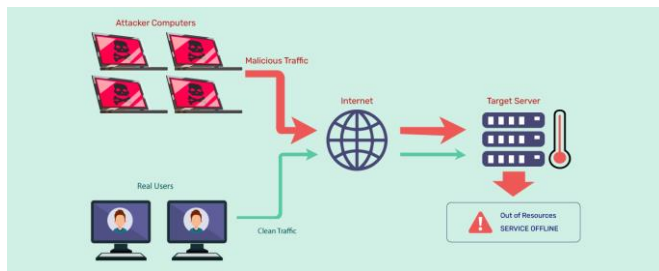 Attacker Computers
Malicious Traffic
Internet
Target Server
Real Users
Clean Traffic
Out of Resources
SERVICE OFFLINE